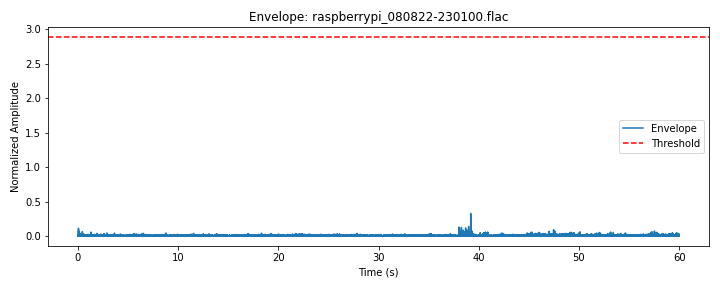 Envelope: raspberrypi_080822-230100.flac
Normalized Amplitude
3.0
2.5
2.0
1.5
1.0
0.5
0.0
Envelope
Threshold
0 10 20 30 40 50 60
Time (s)